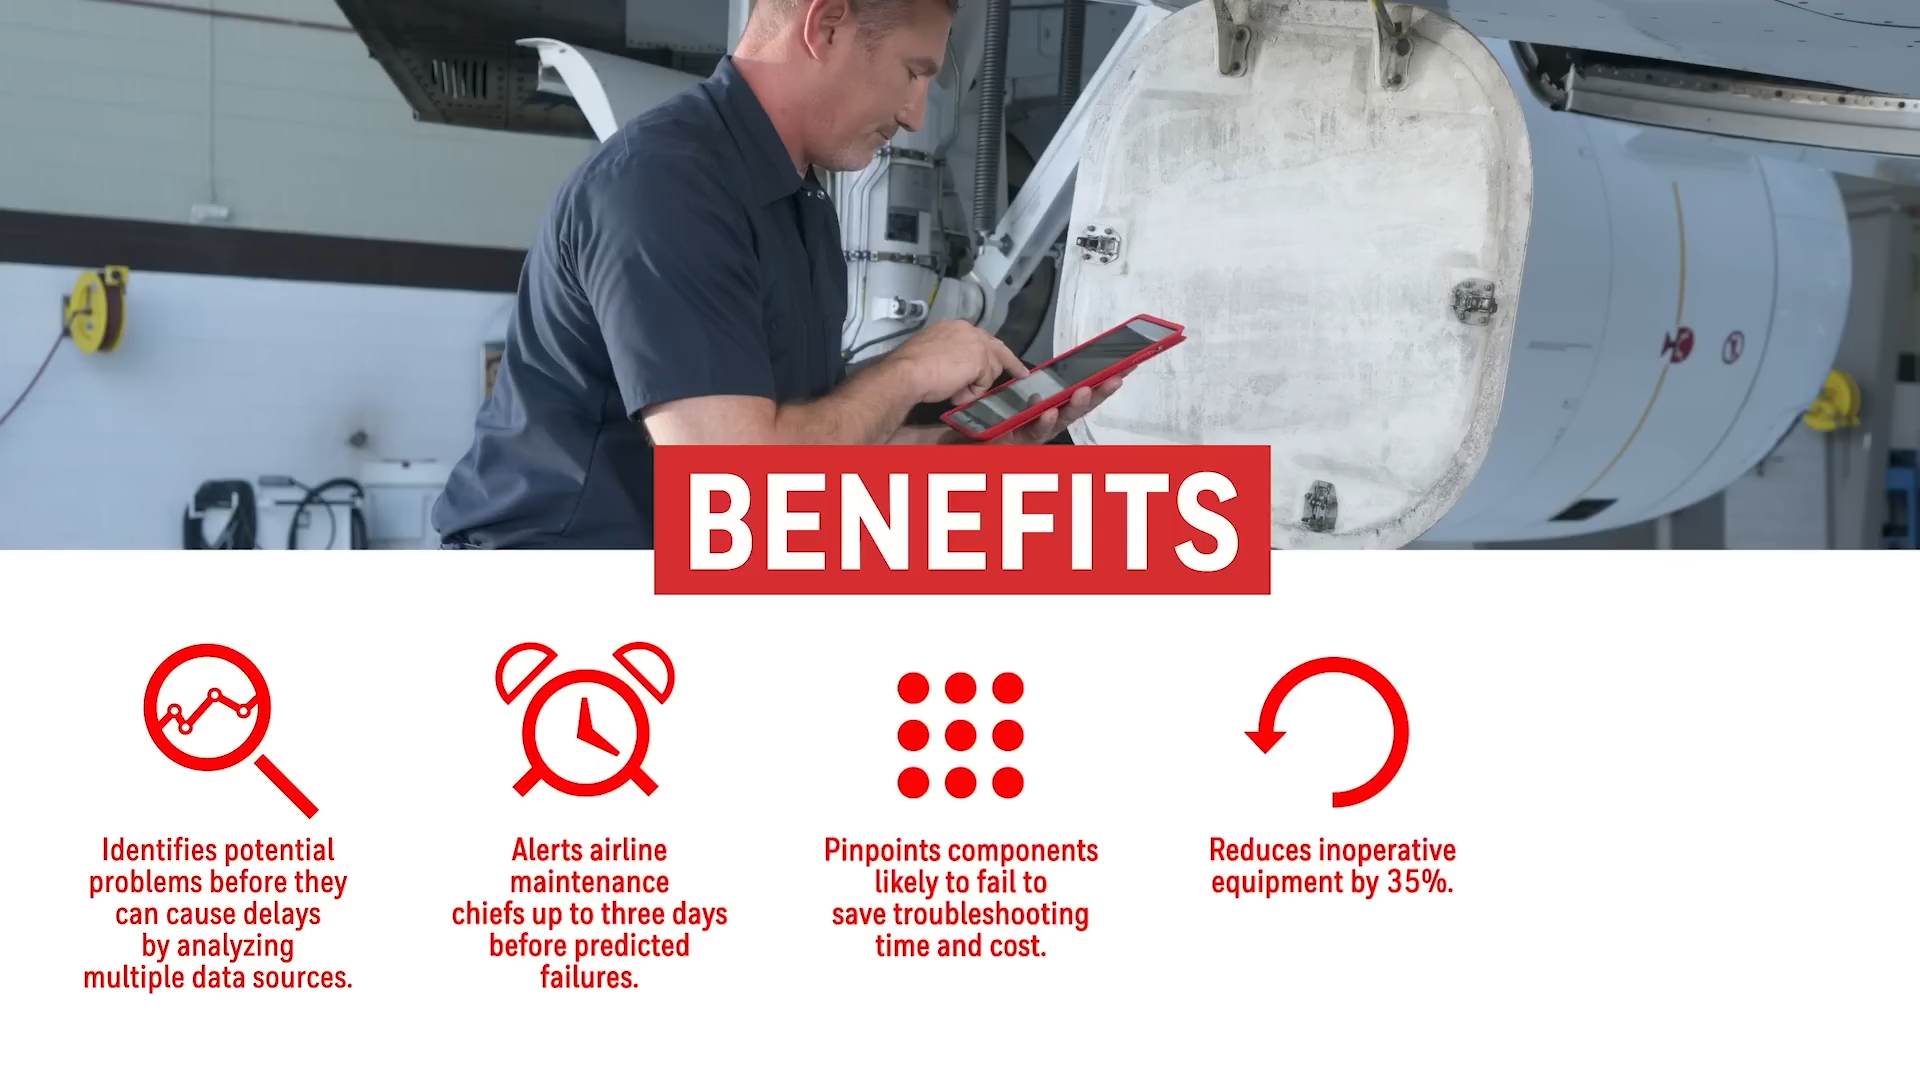 BENEFITS
Identifies potential
problems before they
can cause delays
by analyzing
multiple data sources.
Alerts airline
maintenance
chiefs up to three days
before predicted
failures.
Pinpoints components
likely to fail to
save troubleshooting
time and cost.
Reduces inoperative
equipment by 35%.